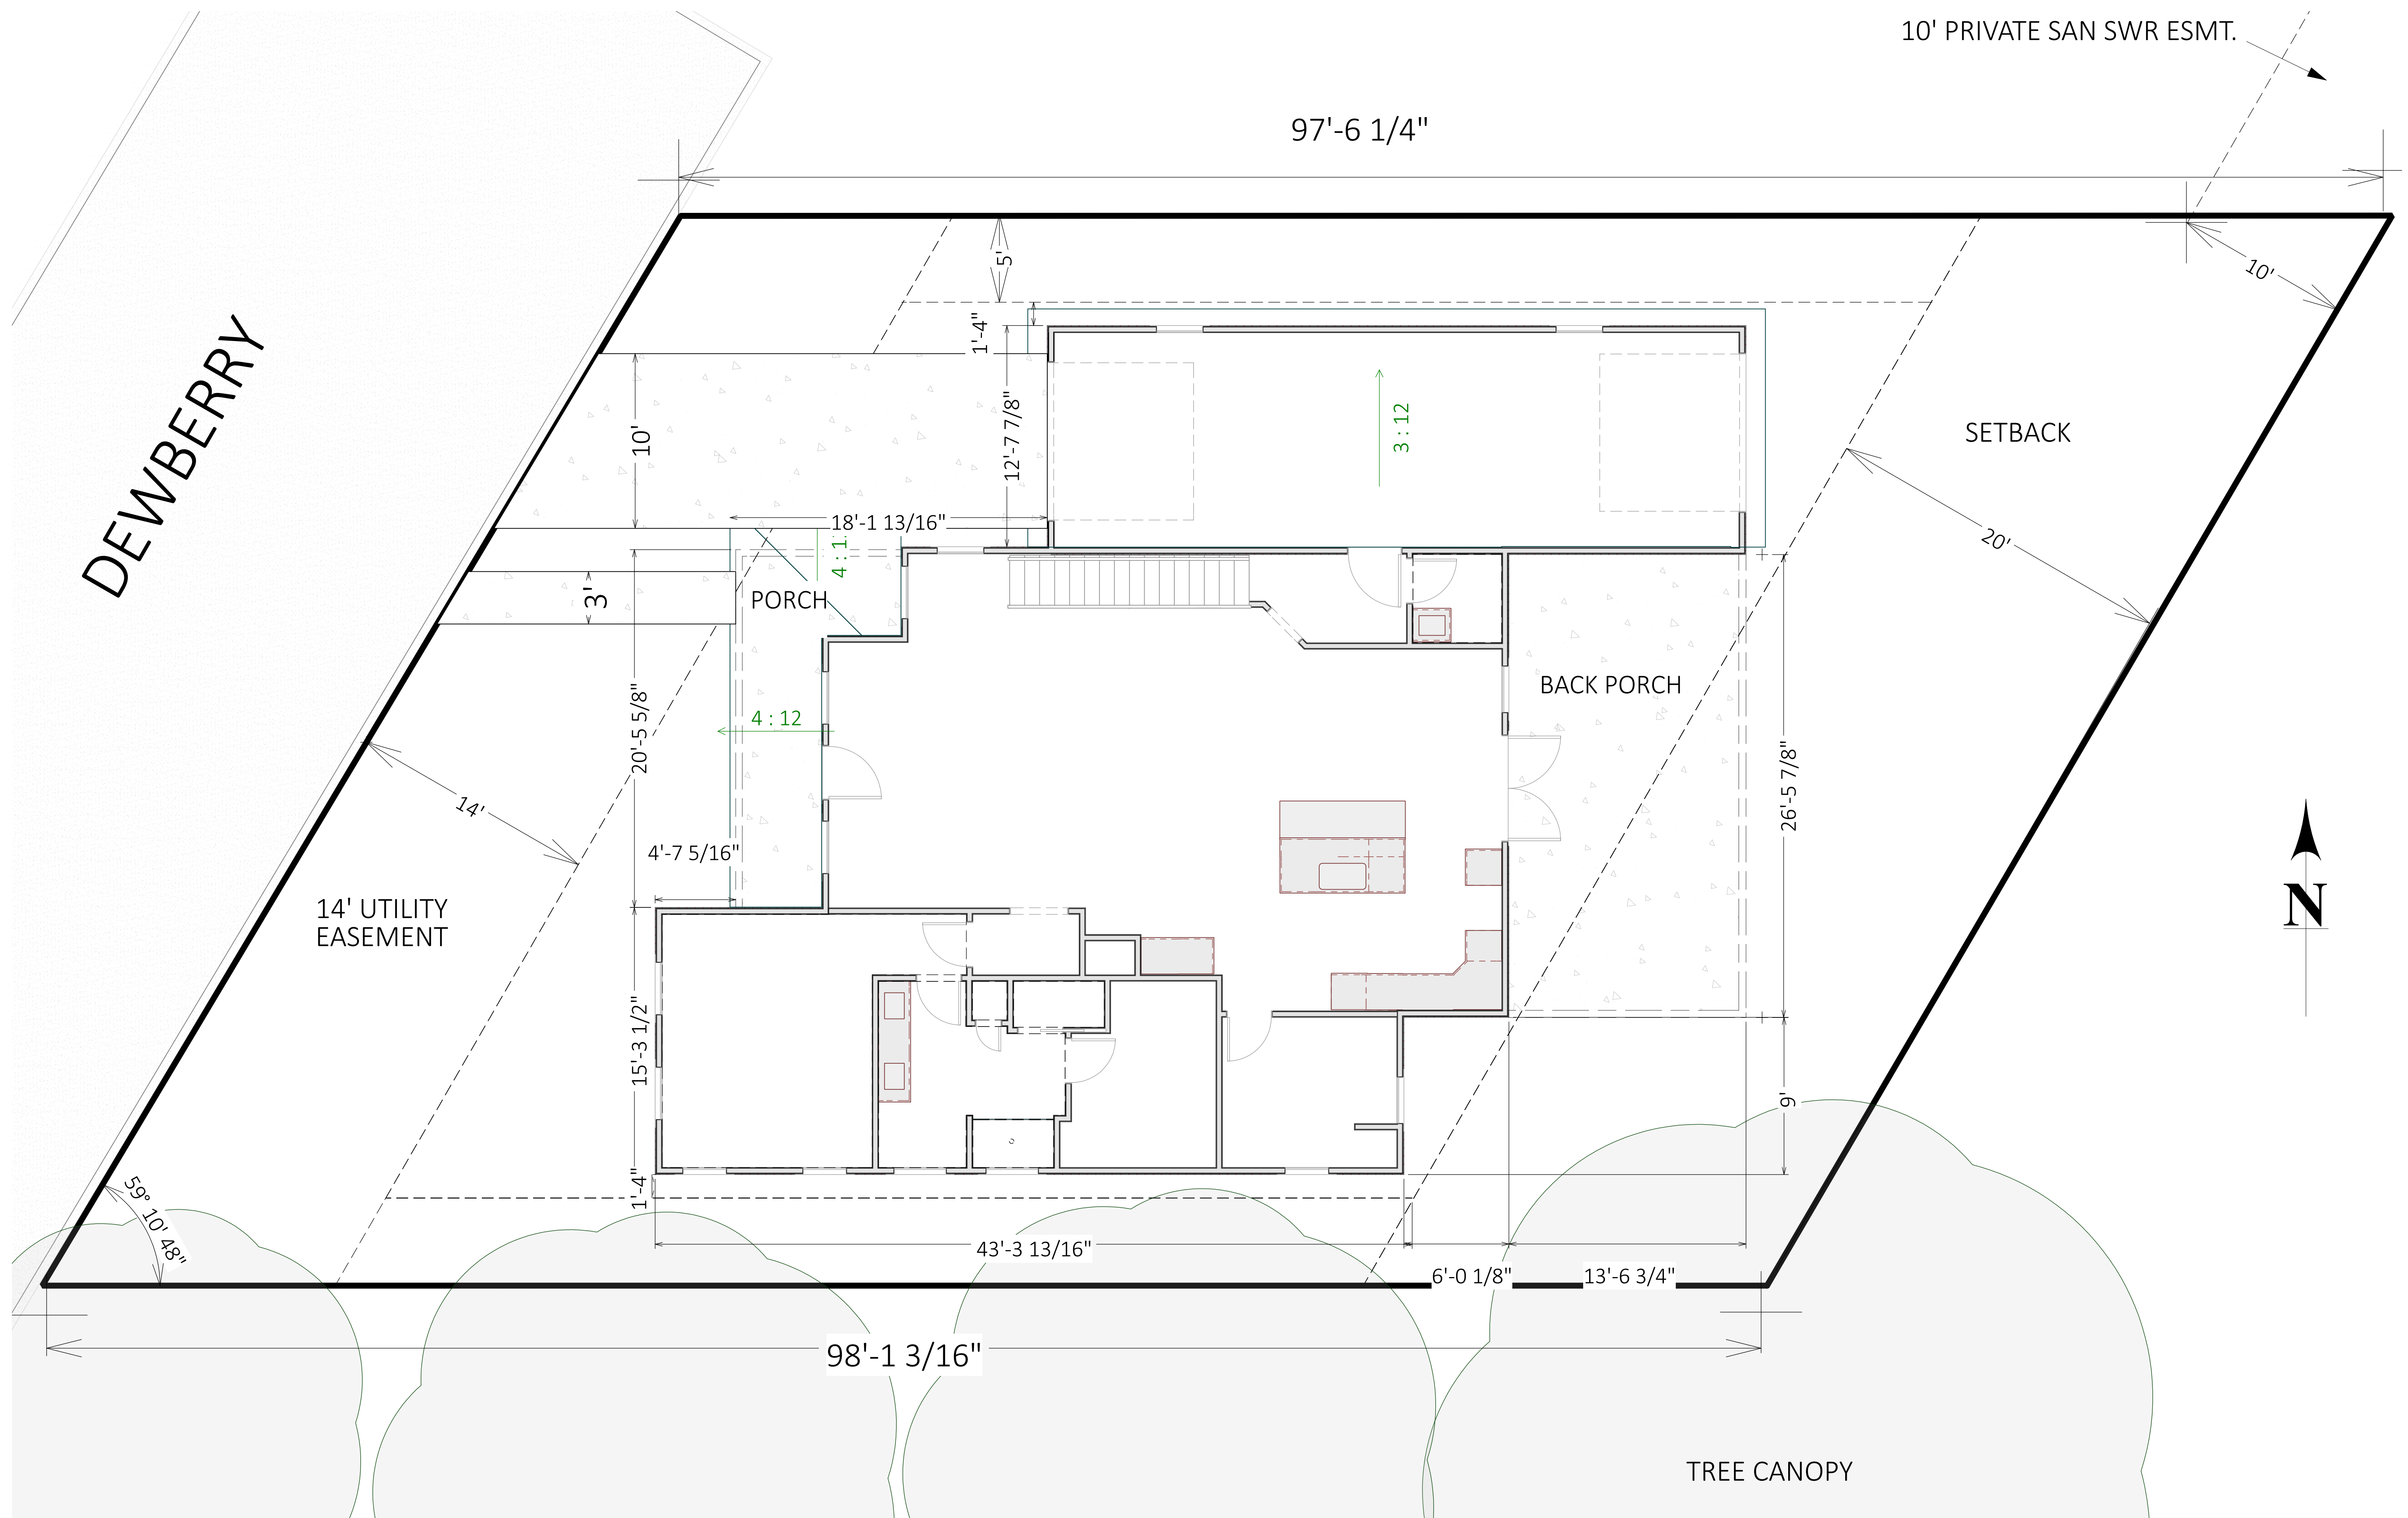 10' PRIVATE SAN SWR ESMT.
97'-6 1/4"
5'
10'
1'-4"
DEWBERRY
10'
12'-7 7/8"
3 : 12
SETBACK
18'-1 13/16"
20'
4 : 1
3'
PORCH
BACK PORCH
20'-5 5/8"
4 : 12
26'-5 7/8"
14'
4'-7 5/16"
14' UTILITY
EASEMENT
N
15'-3 1/2"
9'
1'-4"
59° 10' 48"
43'-3 13/16"
6'-0 1/8"
13'-6 3/4"
98'-1 3/16"
TREE CANOPY